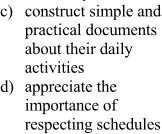 c) construct simple and
practical documents
about their daily
activities
d) appreciate the
importance of
respecting schedules